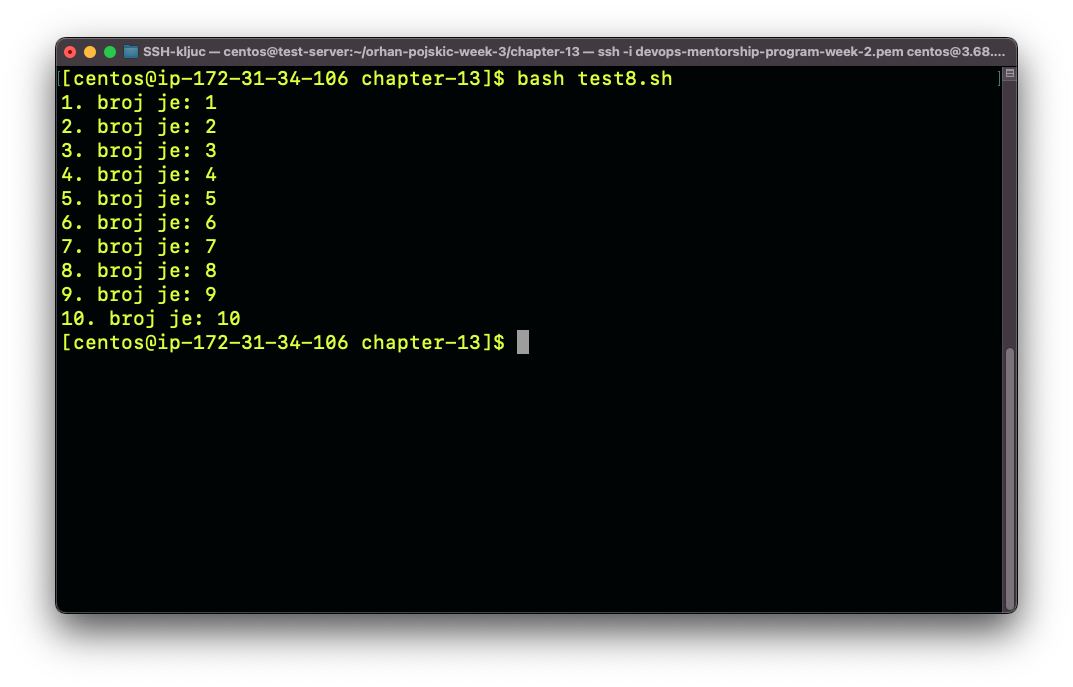 SSH-kljuc — centos@test-server:~/orhan-pojskic-week-3/chapter-13 — ssh -i devops-mentorship-program-week-2.pem centos@3.68....
[centos@ip-172-31-34-106 chapter-13]$ bash test8.sh
1. broj je: 1
2. broj je: 2
3. broj je: 3
4. broj je: 4
5. broj je: 5
6. broj je: 6
7. broj je: 7
8. broj je: 8
9. broj je: 9
10. broj je: 10
[centos@ip-172-31-34-106 chapter-13]$